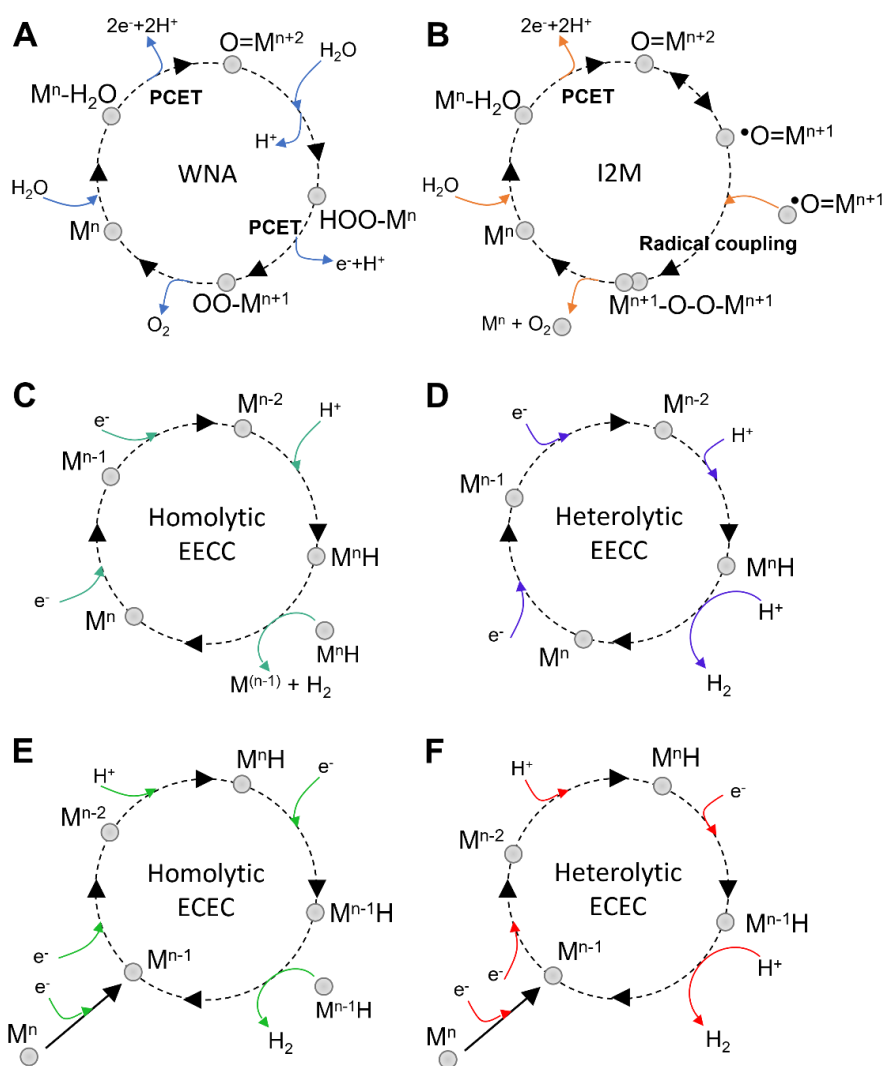 A
2e⁻+2H⁺
O=Mⁿ⁺²
H₂O
Mⁿ-H₂O
PCET
H⁺
WNA
H₂O
Mⁿ
PCET
HOO-Mⁿ
e⁻+H⁺
OO-Mⁿ⁺¹
O₂
B
2e⁻+2H⁺
O=Mⁿ⁺²
Mⁿ-H₂O
PCET
•O=Mⁿ⁺¹
I2M
H₂O
•O=Mⁿ⁺¹
Mⁿ
Radical coupling
Mⁿ⁺¹-O-O-Mⁿ⁺¹
Mⁿ + O₂
C
Mⁿ⁻²
e⁻
H⁺
Mⁿ⁻¹
Homolytic
EECC
MⁿH
e⁻
Mⁿ
MⁿH
M⁽ⁿ⁻¹⁾ + H₂
D
Mⁿ⁻²
e⁻
H⁺
Mⁿ⁻¹
Heterolytic
EECC
MⁿH
H⁺
e⁻
Mⁿ
H₂
E
MⁿH
H⁺
e⁻
Mⁿ⁻²
Homolytic
ECEC
Mⁿ⁻¹H
e⁻
Mⁿ⁻¹
e⁻
Mⁿ⁻¹H
Mⁿ
H₂
F
MⁿH
H⁺
e⁻
Mⁿ⁻²
Heterolytic
ECEC
Mⁿ⁻¹H
Mⁿ⁻¹
e⁻
H⁺
e⁻
Mⁿ
H₂